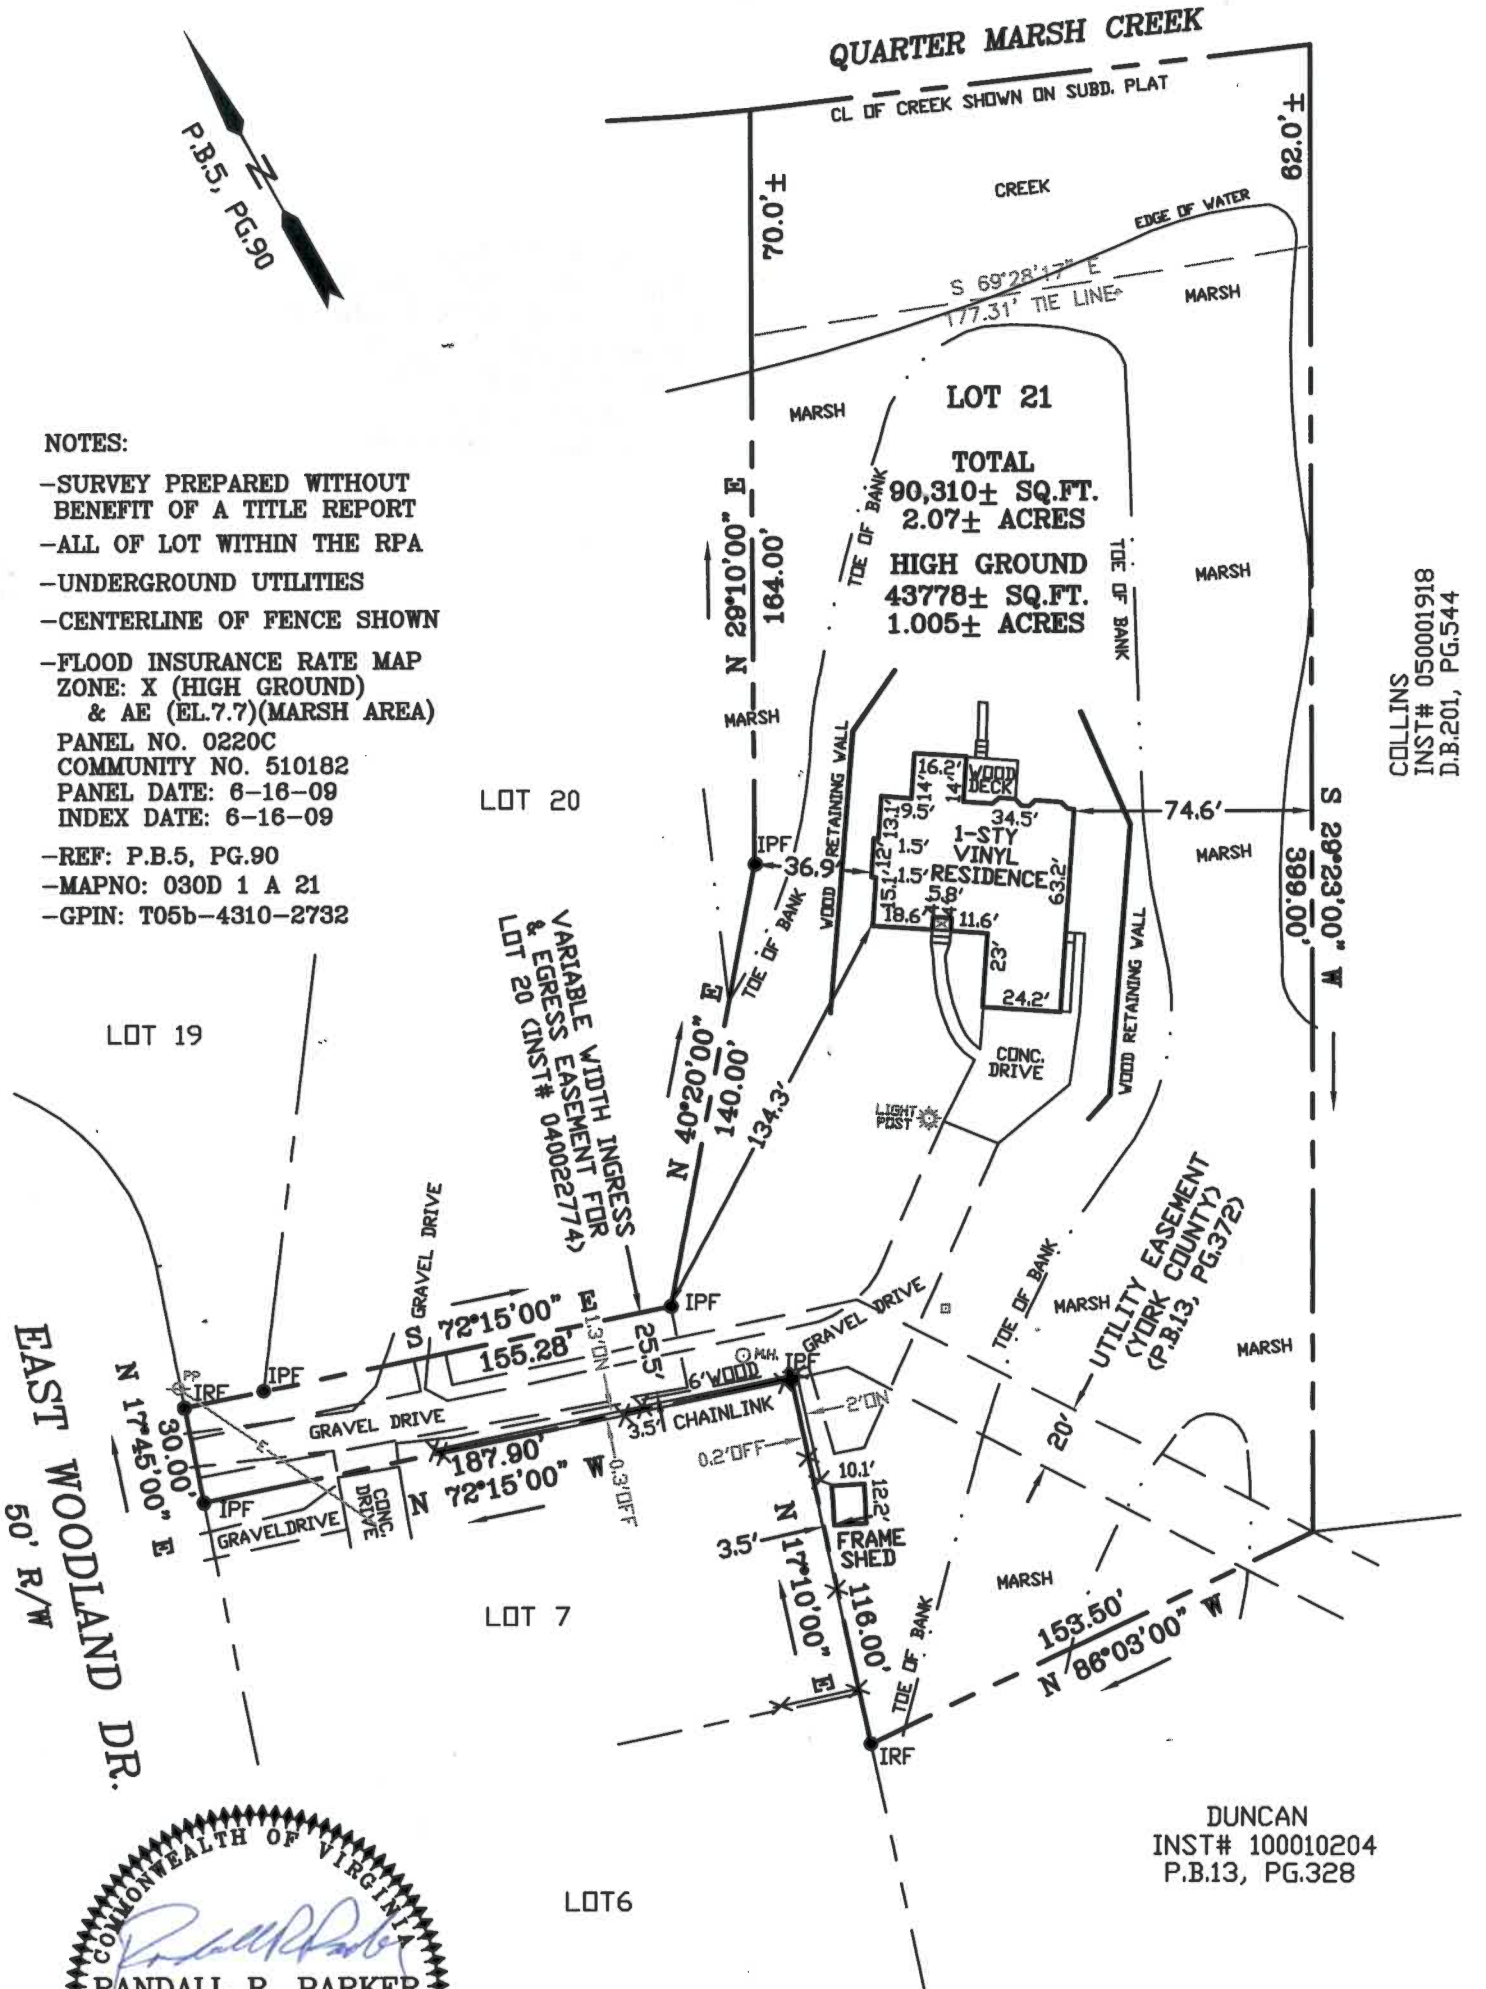 QUARTER MARSH CREEK
CL OF CREEK SHOWN ON SUBD. PLAT
N
P.B.5, PG.90
70.0'±
62.0'±
CREEK
EDGE OF WATER
S 69°28'17" E
177.31' TIE LINE
MARSH
MARSH
LOT 21
TOTAL
90,310± SQ.FT.
2.07± ACRES
HIGH GROUND
43778± SQ.FT.
1.005± ACRES
TOE OF BANK
TOE OF BANK
MARSH
N 29°10'00" E
164.00'
MARSH
COLLINS
INST# 050001918
D.B.201, PG.544
NOTES:
-SURVEY PREPARED WITHOUT
BENEFIT OF A TITLE REPORT
-ALL OF LOT WITHIN THE RPA
-UNDERGROUND UTILITIES
-CENTERLINE OF FENCE SHOWN
-FLOOD INSURANCE RATE MAP
ZONE: X (HIGH GROUND)
& AE (EL.7.7)(MARSH AREA)
PANEL NO. 0220C
COMMUNITY NO. 510182
PANEL DATE: 6-16-09
INDEX DATE: 6-16-09
-REF: P.B.5, PG.90
-MAPNO: 030D 1 A 21
-GPIN: T05b-4310-2732
LOT 20
LOT 19
WOOD RETAINING WALL
16.2'
14'
14'
WOOD
DECK
9.5'
13.1'
34.5'
1-STY
VINYL
RESIDENCE
12'
1.5'
1.5'
15.1'
5.8'
18.6'
11.6'
63.2'
23'
24.2'
74.6'
MARSH
S 29°23'00" W
399.00'
IPF
36.9'
TOE OF BANK
WOOD RETAINING WALL
CONC.
DRIVE
LIGHT
POST
VARIABLE WIDTH INGRESS
& EGRESS EASEMENT FOR
LOT 20 (INST# 040022774)
N 40°20'00" E
140.00'
134.3'
IPF
GRAVEL DRIVE
S 72°15'00" E
155.28'
1.3'ON
25.5'
GRAVEL DRIVE
M.H.
IPF
6'WOOD
3.5'
CHAINLINK
2'ON
0.2'OFF
0.3'OFF
187.90'
N 72°15'00" W
PP
IRF
IPF
GRAVEL DRIVE
E
N 17°45'00" E
30.00'
IPF
GRAVELDRIVE
CONC.
DRIVE
EAST WOODLAND DR.
50' R/W
TOE OF BANK
MARSH
UTILITY EASEMENT
(YORK COUNTY)
(P.B.13, PG.372)
20'
MARSH
10.1'
12.2'
FRAME
SHED
3.5'
N 17°10'00" E
116.00'
TOE OF BANK
MARSH
153.50'
N 86°03'00" W
IRF
LOT 7
LOT6
DUNCAN
INST# 100010204
P.B.13, PG.328
COMMONWEALTH OF VIRGINIA
RANDALL R. PARKER